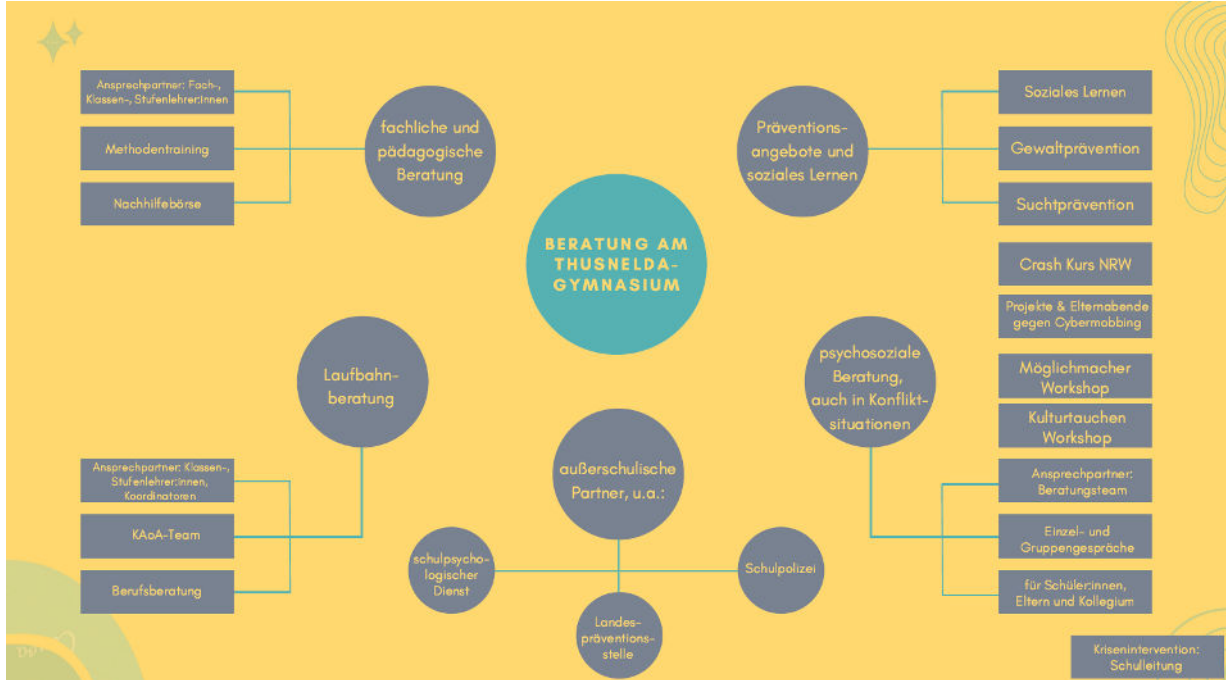 Ansprechpartner: Fach-,
Klassen-, Stufenlehrer:innen
Methodentraining
Nachhilfebörse
fachliche und
pädagogische
Beratung
BERATUNG AM
THUSNELDA-
GYMNASIUM
Präventions-
angebote und
soziales Lernen
Soziales Lernen
Gewaltprävention
Suchtprävention
Crash Kurs NRW
Projekte & Elternabende
gegen Cybermobbing
Möglichmacher
Workshop
Kulturtauchen
Workshop
Laufbahn-
beratung
Ansprechpartner: Klassen-,
Stufenlehrer:innen,
Koordinatoren
KAoA-Team
Berufsberatung
außerschulische
Partner, u.a.:
schulpsycho-
logischer
Dienst
Landes-
präventions-
stelle
Schulpolizei
psychosoziale
Beratung,
auch in Konflikt-
situationen
Ansprechpartner:
Beratungsteam
Einzel- und
Gruppengespräche
für Schüler:innen,
Eltern und Kollegium
Krisenintervention:
Schulleitung